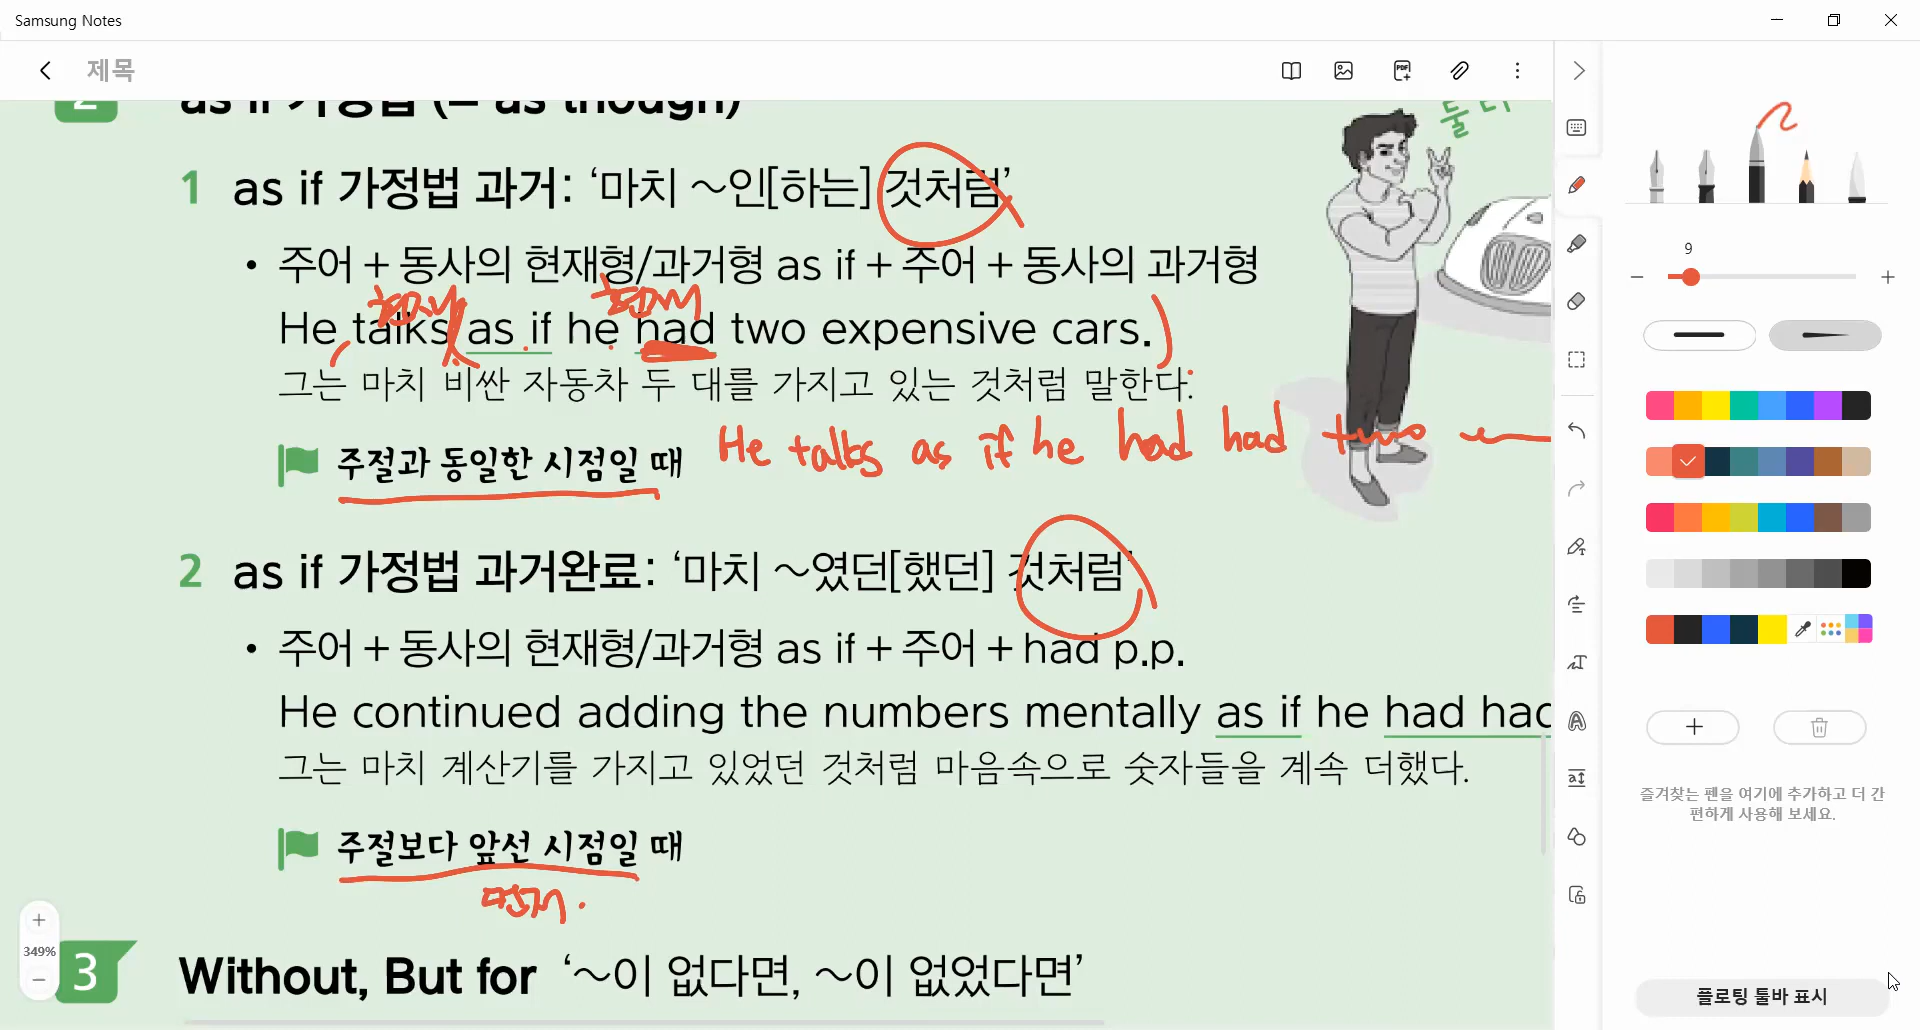 Samsung Notes
제목
2 as if 가정법 (= as though)
1 as if 가정법 과거: ‘마치 ~인[하는] 것처럼’
• 주어 + 동사의 현재형/과거형 as if + 주어 + 동사의 과거형
He talks as if he had two expensive cars.
그는 마치 비싼 자동차 두 대를 가지고 있는 것처럼 말한다.
주절과 동일한 시점일 때
He talks as if he had had two
2 as if 가정법 과거완료: ‘마치 ~였던[했던] 것처럼’
• 주어 + 동사의 현재형/과거형 as if + 주어 + had p.p.
He continued adding the numbers mentally as if he had had
그는 마치 계산기를 가지고 있었던 것처럼 마음속으로 숫자들을 계속 더했다.
주절보다 앞선 시점일 때
3 Without, But for ‘~이 없다면, ~이 없었다면’
349%
PDF
9
즐겨찾는 펜을 여기에 추가하고 더 간
편하게 사용해 보세요.
플로팅 툴바 표시